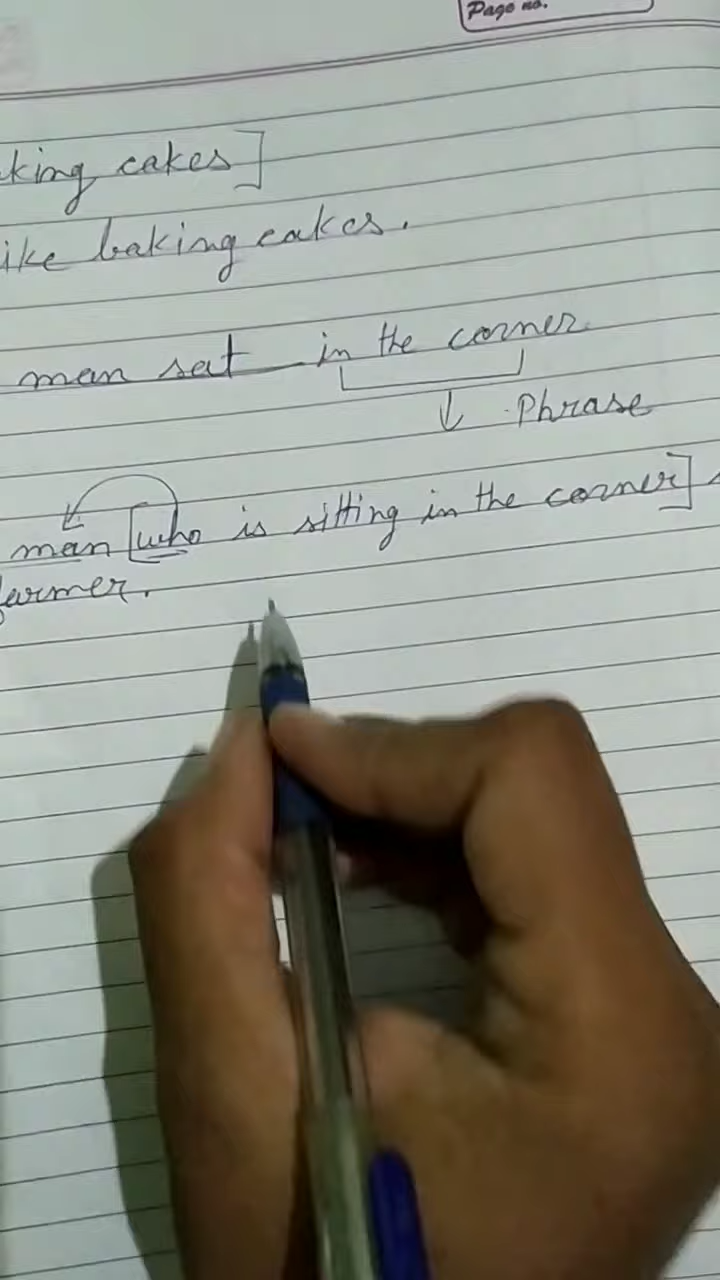 Page no.
king cakes]
ike baking cakes.
man sat in the corner
↓ Phrase
man [who is sitting in the corner]
farmer.